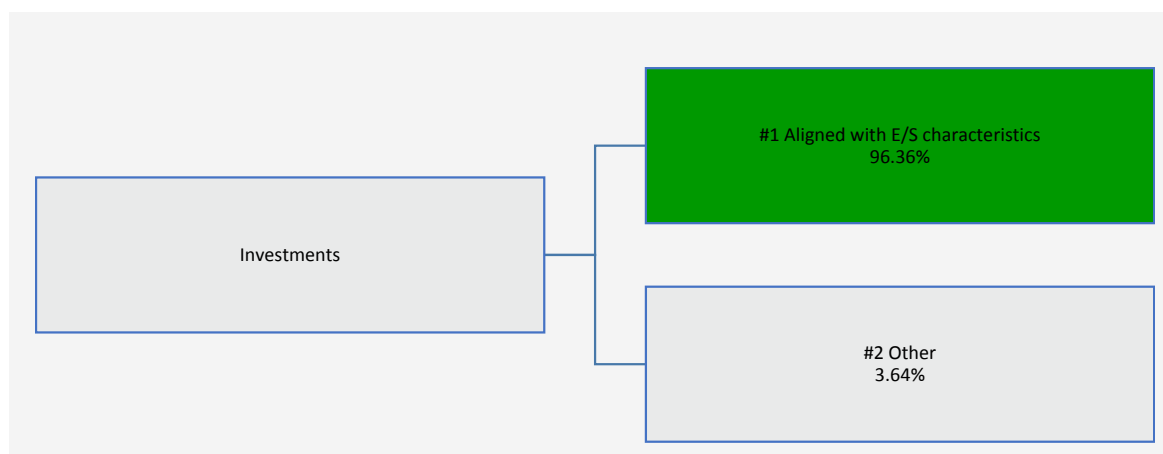 Investments
#1 Aligned with E/S characteristics
96.36%
#2 Other
3.64%